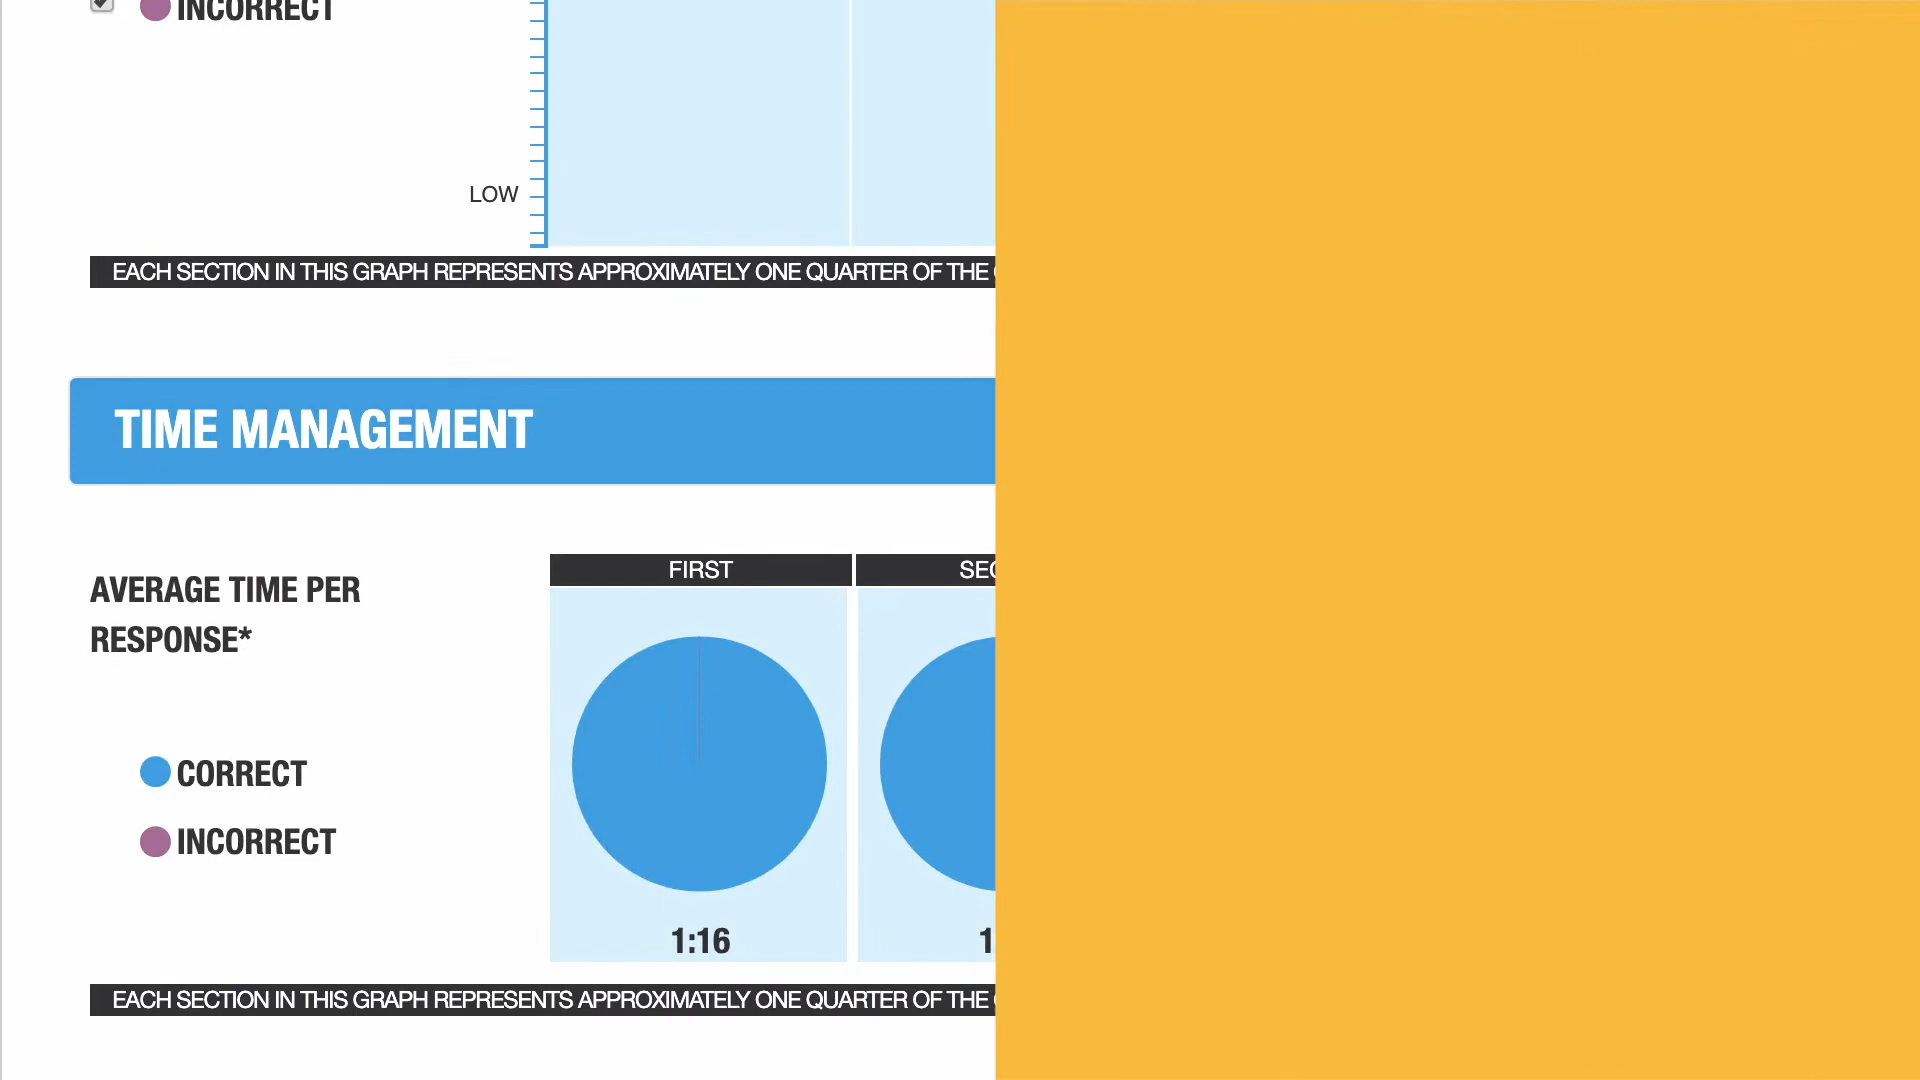 INCORRECT
LOW
EACH SECTION IN THIS GRAPH REPRESENTS APPROXIMATELY ONE QUARTER OF THE
TIME MANAGEMENT
AVERAGE TIME PER
RESPONSE*
FIRST
CORRECT
INCORRECT
1:16
EACH SECTION IN THIS GRAPH REPRESENTS APPROXIMATELY ONE QUARTER OF THE